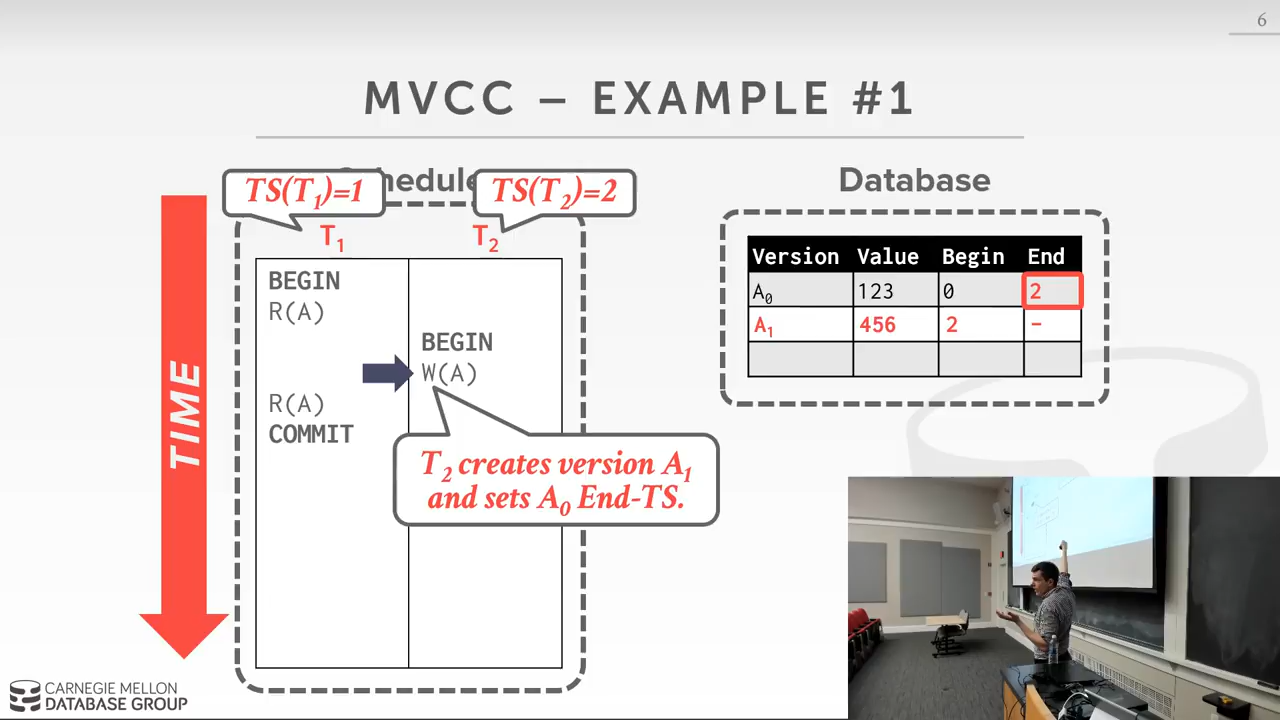 6
MVCC – EXAMPLE #1
Schedule
TS(T1)=1
TS(T2)=2
Database
T1
T2
Version Value Begin End
A0 123 0 2
A1 456 2 –
BEGIN
R(A)
BEGIN
W(A)
R(A)
COMMIT
T2 creates version A1
and sets A0 End-TS.
TIME
CARNEGIE MELLON
DATABASE GROUP